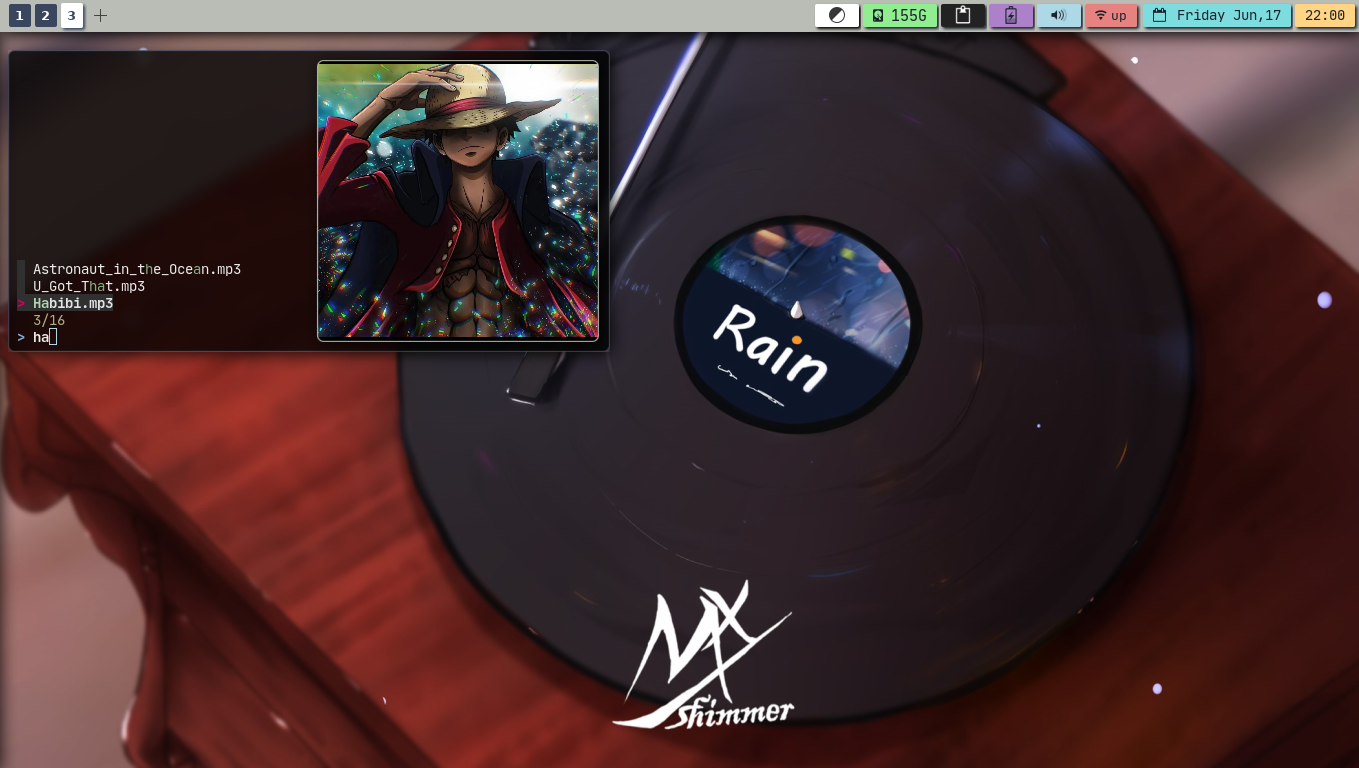 1 2 3 + 155G up Friday Jun,17 22:00
Astronaut_in_the_Ocean.mp3
U_Got_That.mp3
> Habibi.mp3
3/16
> ha
Rain
Shimmer